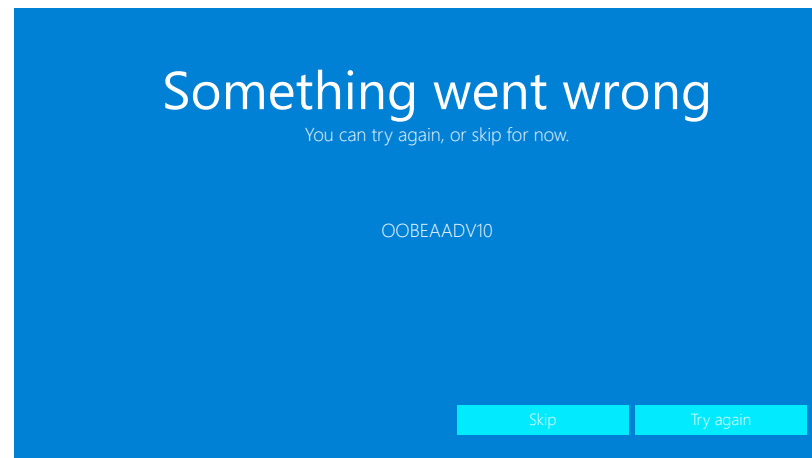 Something went wrong
You can try again, or skip for now.
OOBEAADV10
Skip
Try again